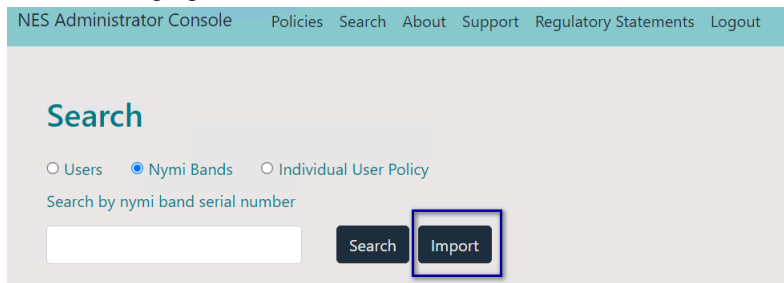 NES Administrator Console Policies Search About Support Regulatory Statements Logout
Search
Users Nymi Bands Individual User Policy
Search by nymi band serial number
Search Import